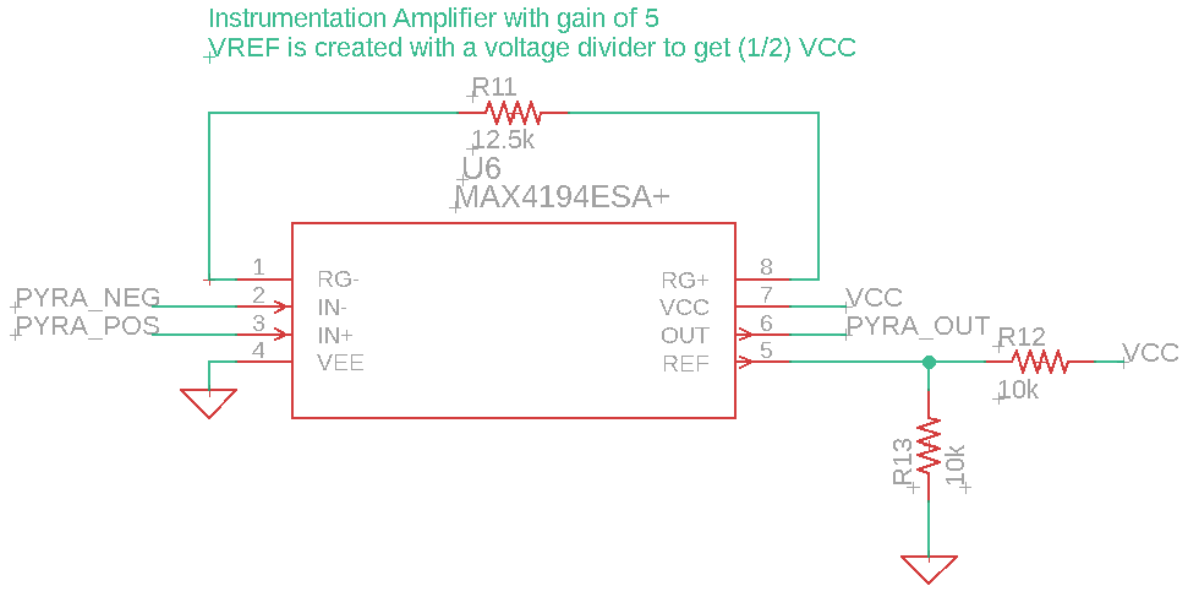 Instrumentation Amplifier with gain of 5
VREF is created with a voltage divider to get (1/2) VCC
R11
12.5k
U6
MAX4194ESA+
1
RG-
RG+
8
PYRA_NEG
2
IN-
VCC
7
VCC
PYRA_POS
3
IN+
OUT
6
PYRA_OUT
4
VEE
REF
5
R12
10k
VCC
R13
10k